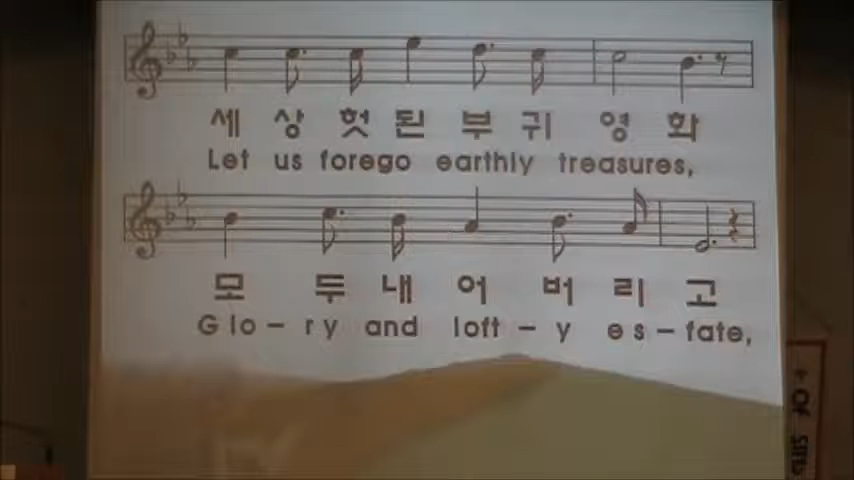 세 상 헛 된 부 귀 영 화
Let us forego earthly treasures,
모 두 내 어 버 리 고
Glo – ry and loft – y es – tate,